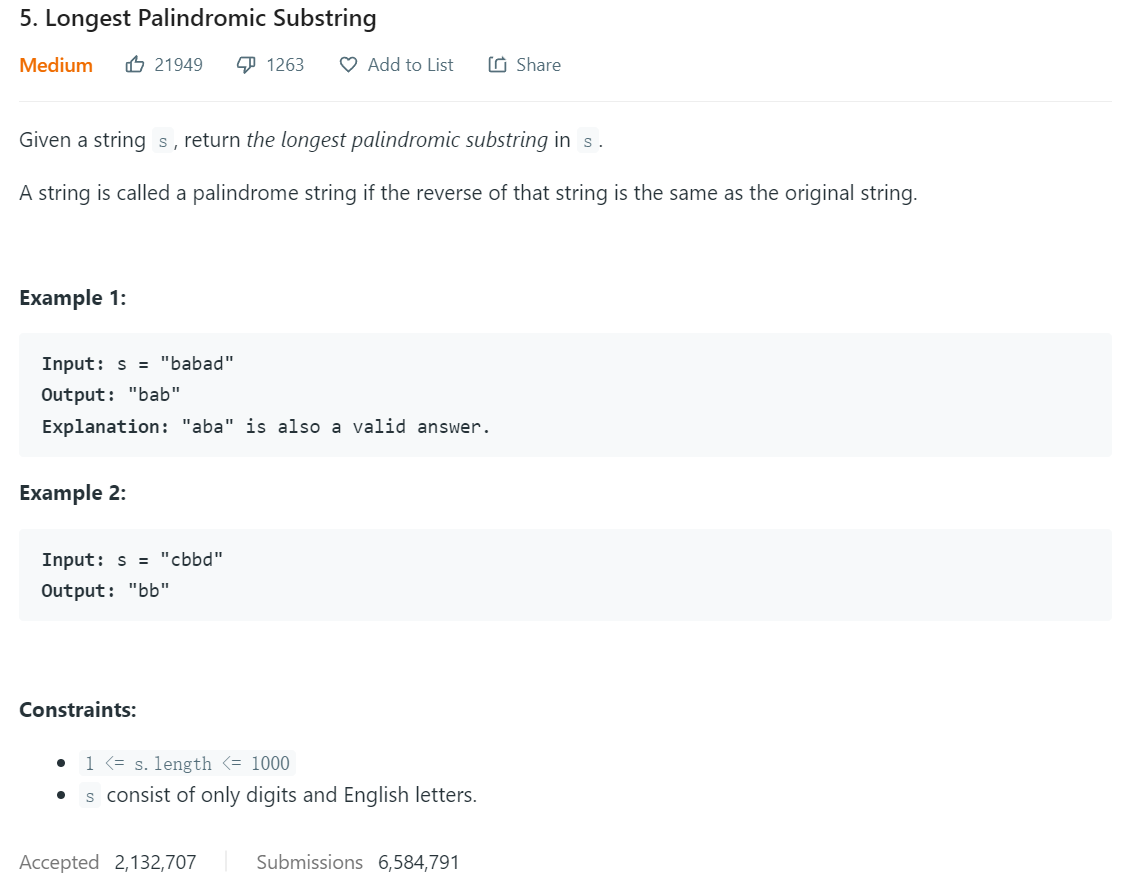 5. Longest Palindromic Substring
Medium 21949 1263 Add to List Share
Given a string s, return the longest palindromic substring in s.
A string is called a palindrome string if the reverse of that string is the same as the original string.
Example 1:
Input: s = "babad"
Output: "bab"
Explanation: "aba" is also a valid answer.
Example 2:
Input: s = "cbbd"
Output: "bb"
Constraints:
• 1 <= s.length <= 1000
• s consist of only digits and English letters.
Accepted 2,132,707 Submissions 6,584,791